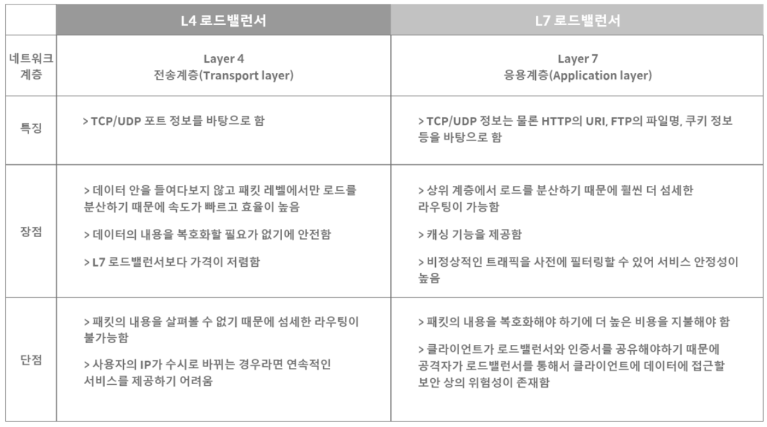 L4 로드밸런서
L7 로드밸런서
네트워크
계층
Layer 4
전송계층(Transport layer)
Layer 7
응용계층(Application layer)
특징
> TCP/UDP 포트 정보를 바탕으로 함
> TCP/UDP 정보는 물론 HTTP의 URI, FTP의 파일명, 쿠키 정보
등을 바탕으로 함
장점
> 데이터 안을 들여다보지 않고 패킷 레벨에서만 로드를
분산하기 때문에 속도가 빠르고 효율이 높음
> 데이터의 내용을 복호화할 필요가 없기에 안전함
> L7 로드밸런서보다 가격이 저렴함
> 상위 계층에서 로드를 분산하기 때문에 훨씬 더 섬세한
라우팅이 가능함
> 캐싱 기능을 제공함
> 비정상적인 트래픽을 사전에 필터링할 수 있어 서비스 안정성이
높음
단점
> 패킷의 내용을 살펴볼 수 없기 때문에 섬세한 라우팅이
불가능함
> 사용자의 IP가 수시로 바뀌는 경우라면 연속적인
서비스를 제공하기 어려움
> 패킷의 내용을 복호화해야 하기에 더 높은 비용을 지불해야 함
> 클라이언트가 로드밸런서와 인증서를 공유해야하기 때문에
공격자가 로드밸런서를 통해서 클라이언트에 데이터에 접근할
보안 상의 위험성이 존재함